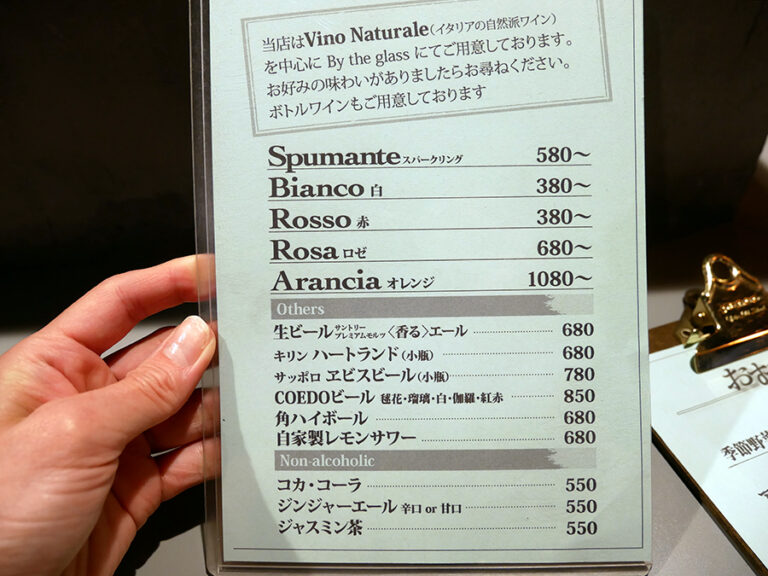 当店はVino Naturale(イタリアの自然派ワイン)
を中心に By the glass にてご用意しております。
お好みの味わいがありましたらお尋ねください。
ボトルワインもご用意しております
Spumante スパークリング 580〜
Bianco 白 380〜
Rosso 赤 380〜
Rosa ロゼ 680〜
Arancia オレンジ 1080〜
Others
生ビール サントリー プレミアムモルツ〈香る〉エール 680
キリン ハートランド(小瓶) 680
サッポロ ヱビスビール(小瓶) 780
COEDOビール 毬花・瑠璃・白・伽羅・紅赤 850
角ハイボール 680
自家製レモンサワー 680
Non-alcoholic
コカ・コーラ 550
ジンジャーエール 辛口 or 甘口 550
ジャスミン茶 550
季節野